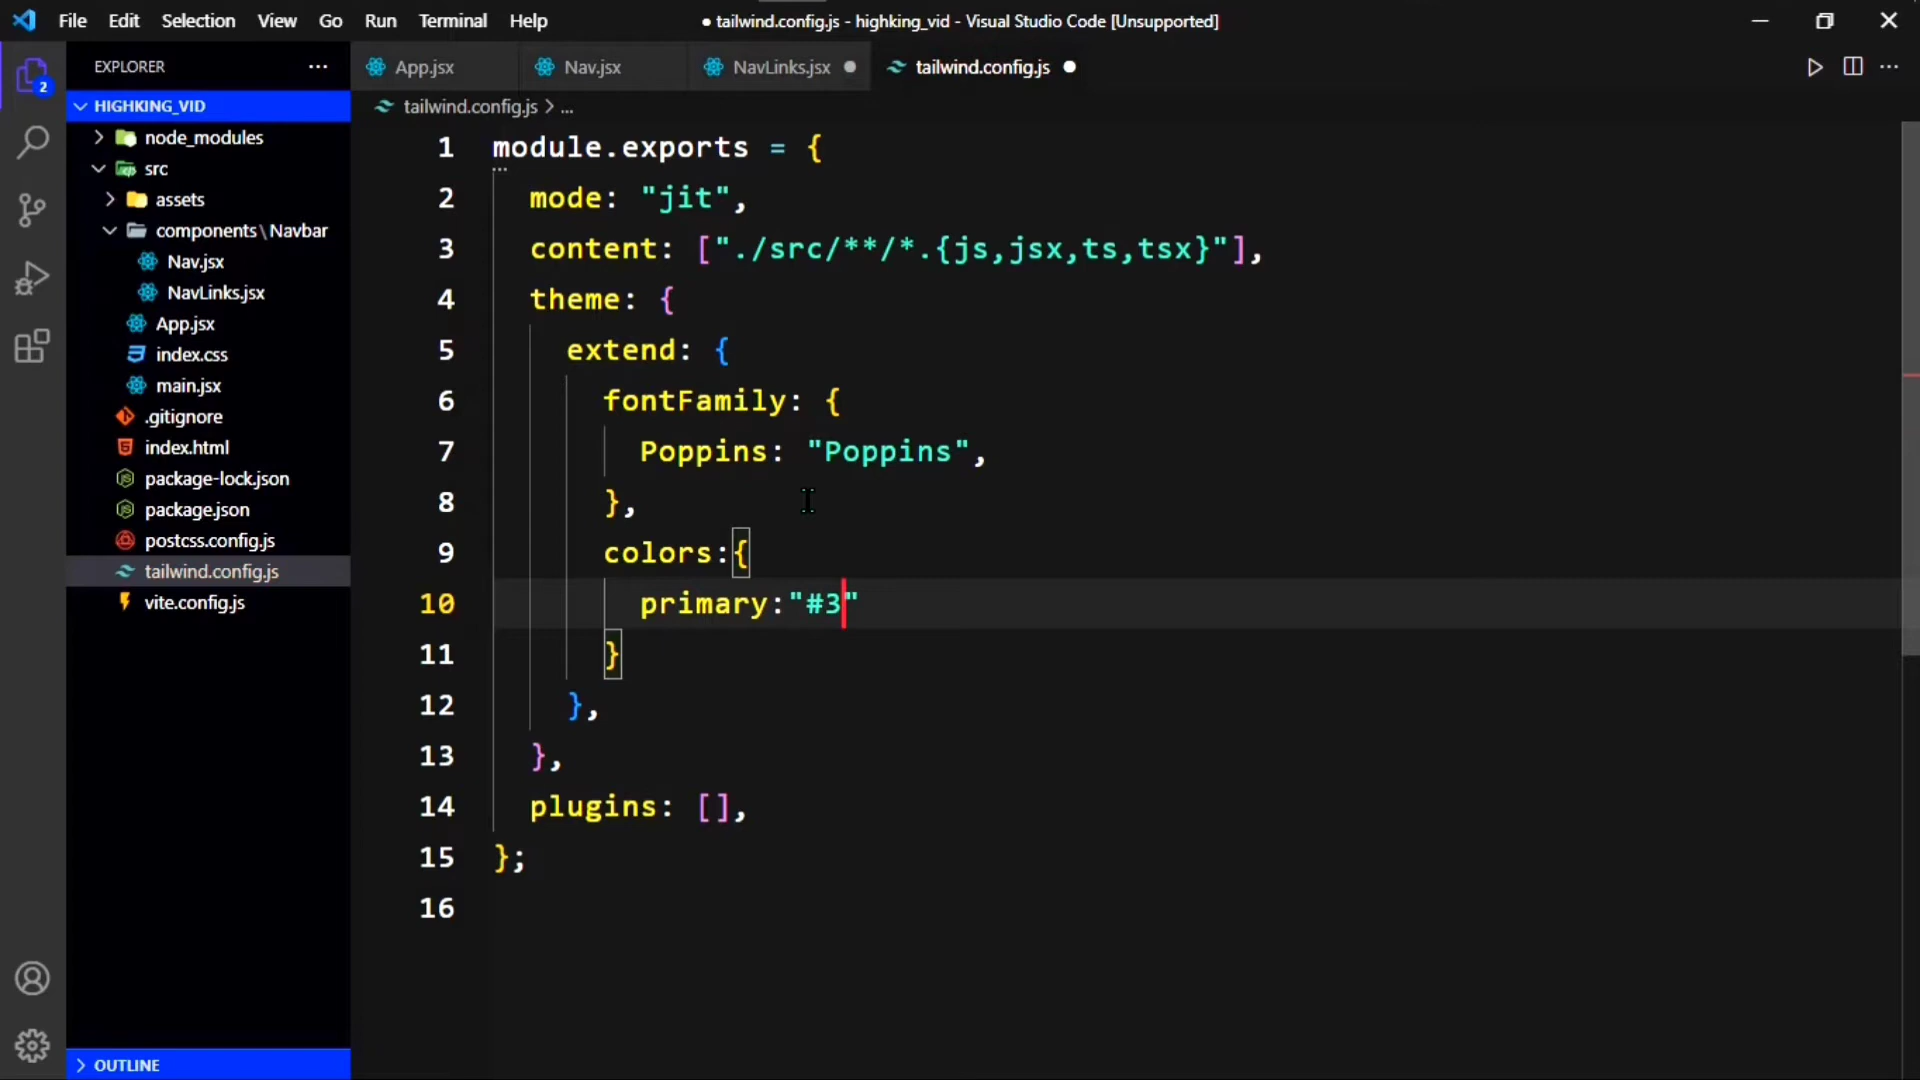 File Edit Selection View Go Run Terminal Help
● tailwind.config.js - highking_vid - Visual Studio Code [Unsupported]
2
EXPLORER
HIGHKING_VID
node_modules
src
assets
components\Navbar
Nav.jsx
NavLinks.jsx
App.jsx
index.css
main.jsx
.gitignore
index.html
package-lock.json
package.json
postcss.config.js
tailwind.config.js
vite.config.js
OUTLINE
App.jsx Nav.jsx NavLinks.jsx ● tailwind.config.js ●
tailwind.config.js > ...
1 module.exports = {
2 mode: "jit",
3 content: ["./src/**/*.{js,jsx,ts,tsx}"],
4 theme: {
5 extend: {
6 fontFamily: {
7 Poppins: "Poppins",
8 },
9 colors:{
10 primary:"#3"
11 }
12 },
13 },
14 plugins: [],
15 };
16